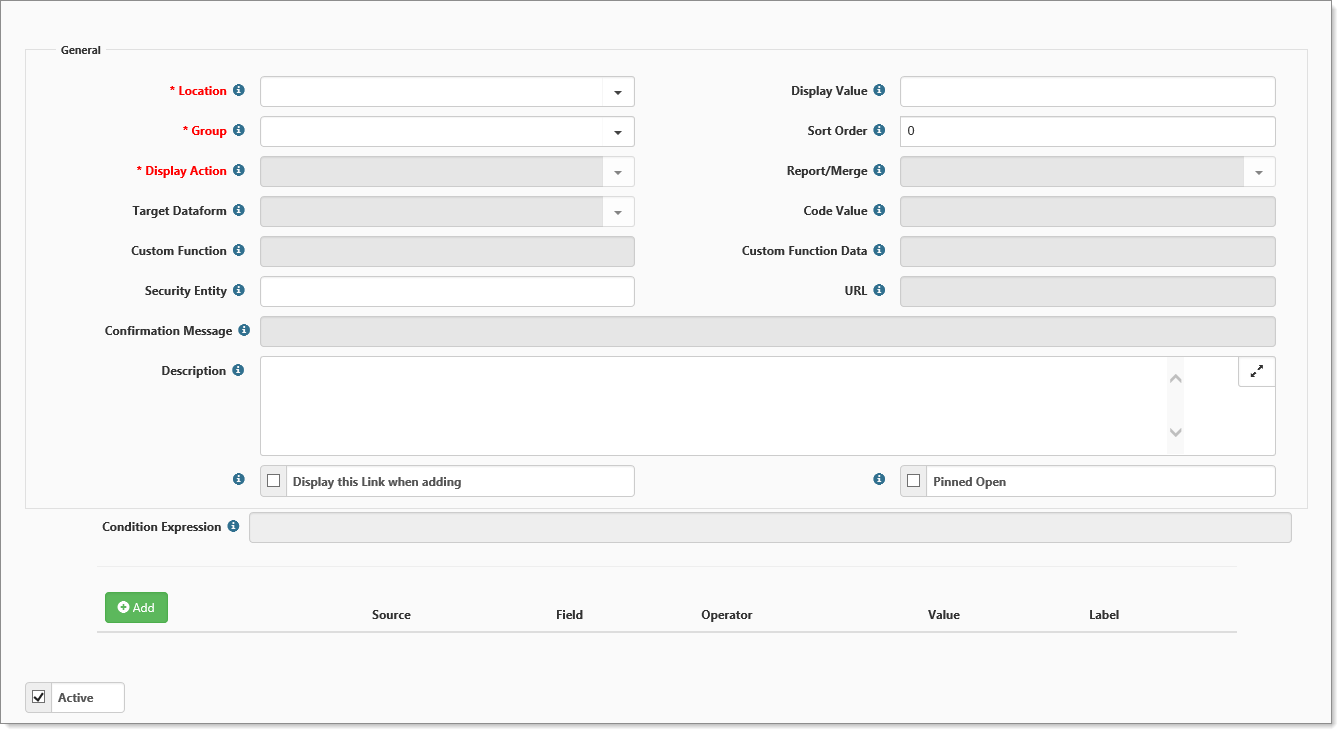 General
* Location
Display Value
* Group
Sort Order
0
* Display Action
Report/Merge
Target Dataform
Code Value
Custom Function
Custom Function Data
Security Entity
URL
Confirmation Message
Description
Display this Link when adding
Pinned Open
Condition Expression
Add
Source
Field
Operator
Value
Label
Active